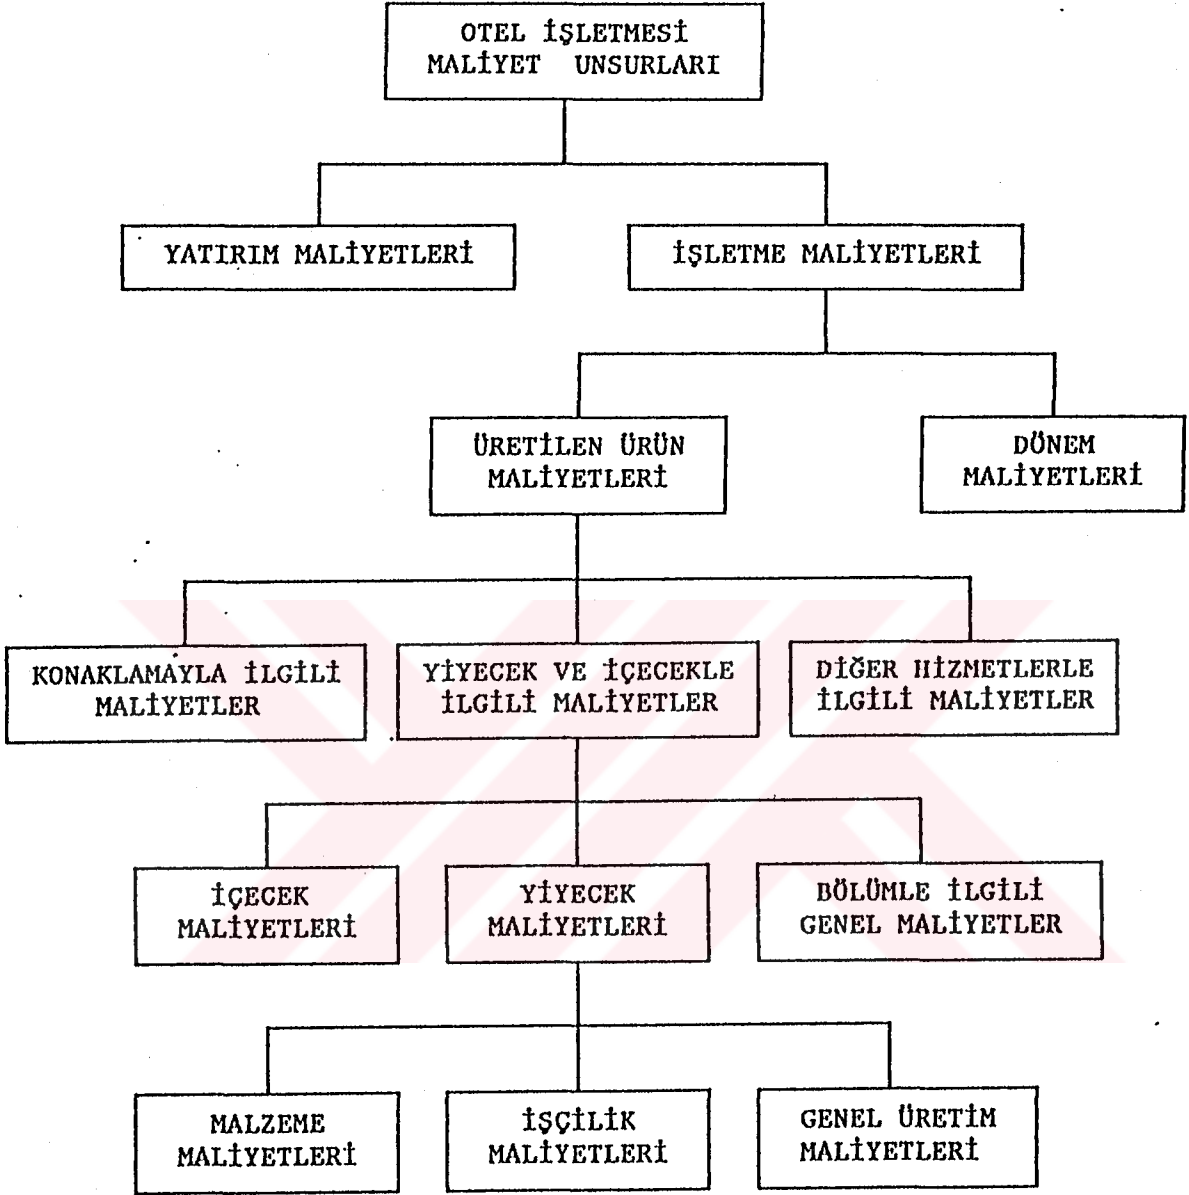 OTEL İŞLETMESİ
MALİYET UNSURLARI
YATIRIM MALİYETLERİ
İŞLETME MALİYETLERİ
ÜRETİLEN ÜRÜN
MALİYETLERİ
DÖNEM
MALİYETLERİ
KONAKLAMAYLA İLGİLİ
MALİYETLER
YİYECEK VE İÇECEKLE
İLGİLİ MALİYETLER
DİĞER HİZMETLERLE
İLGİLİ MALİYETLER
İÇECEK
MALİYETLERİ
YİYECEK
MALİYETLERİ
BÖLÜMLE İLGİLİ
GENEL MALİYETLER
MALZEME
MALİYETLERİ
İŞÇİLİK
MALİYETLERİ
GENEL ÜRETİM
MALİYETLERİ